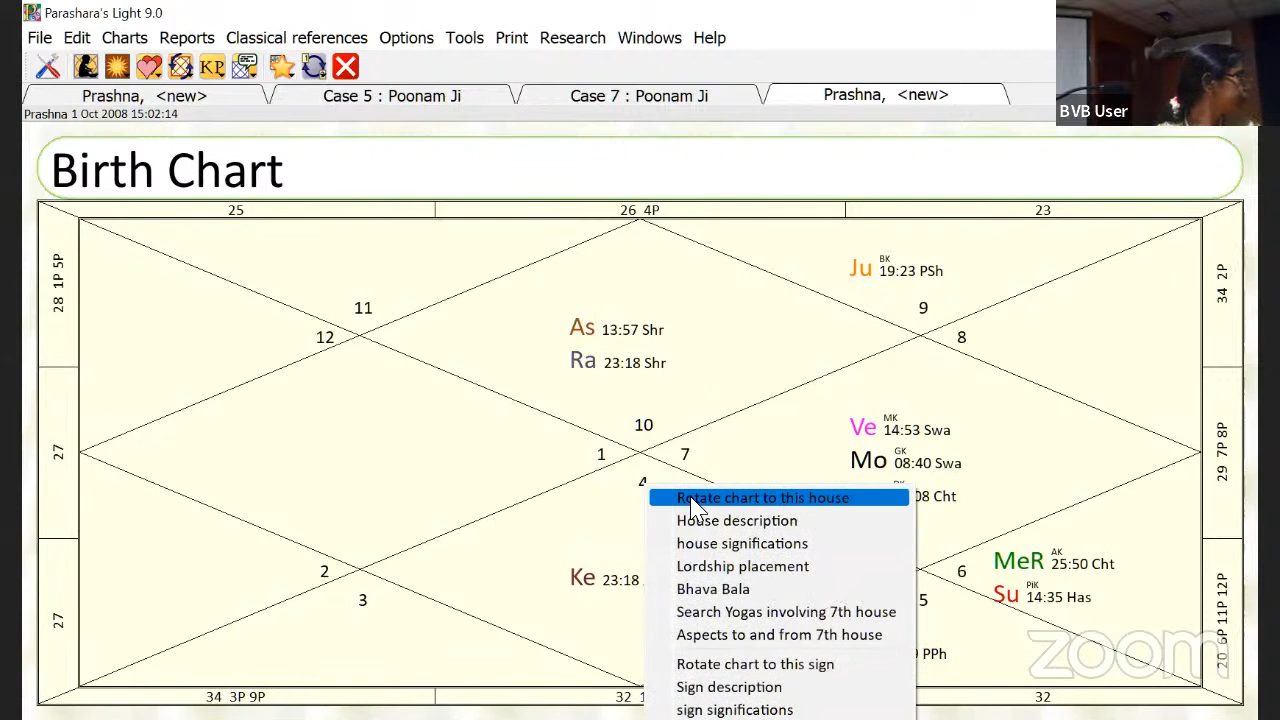 Parashara's Light 9.0
File Edit Charts Reports Classical references Options Tools Print Research Windows Help
KP
Prashna, <new> Case 5 : Poonam Ji Case 7 : Poonam Ji Prashna, <new>
BVB User
Prashna 1 Oct 2008 15:02:14
Birth Chart
25 26 4P 23
28 1P 5P
34 2P
Ju BK 19:23 PSh
11 9
12 8
As 13:57 Shr
Ra 23:18 Shr
10
1 7
4
Ve MK 14:53 Swa
Mo GK 08:40 Swa
08 Cht
27
29 7P 8P
Rotate chart to this house
House description
house significations
Lordship placement
Bhava Bala
Search Yogas involving 7th house
Aspects to and from 7th house
Rotate chart to this sign
Sign description
sign significations
MeR AK 25:50 Cht
Su PiK 14:35 Has
2 6
3 5
Ke 23:18
PPh
27
20 6P 11P 12P
zoom
34 3P 9P 32 32